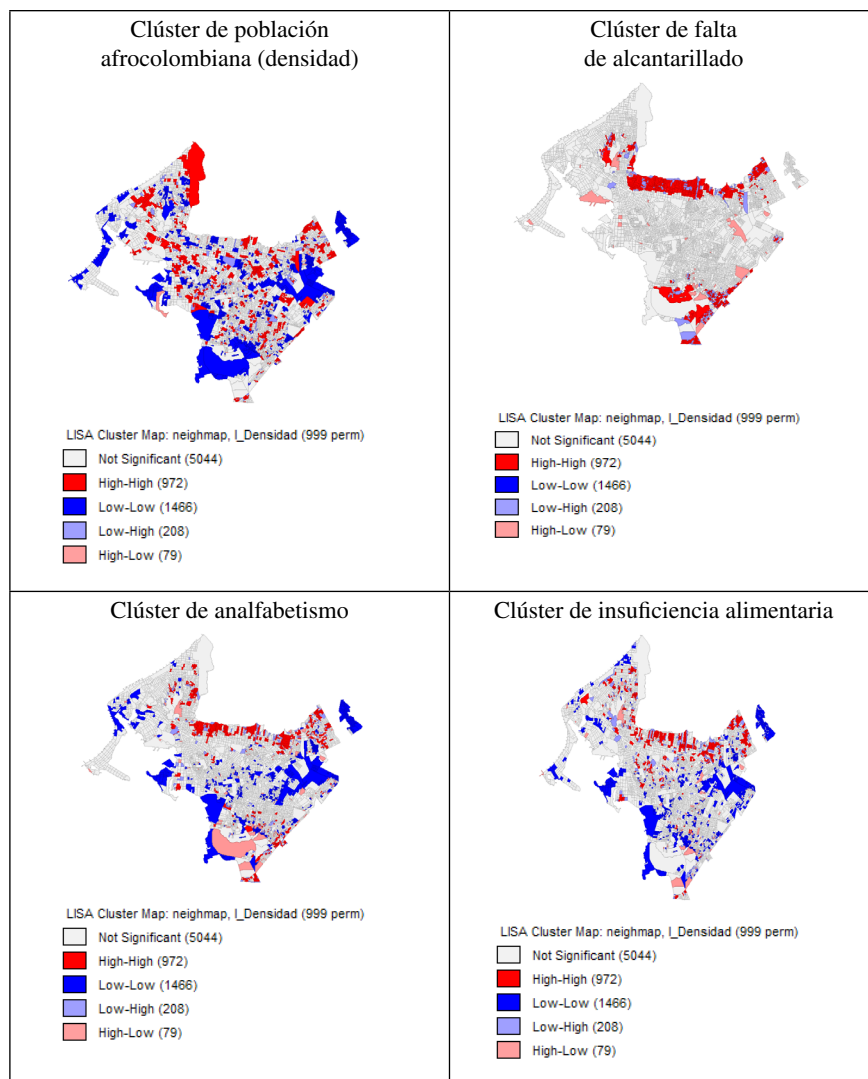 Clúster de población
afrocolombiana (densidad)
LISA Cluster Map: neighmap, I_Densidad (999 perm)
Not Significant (5044)
High-High (972)
Low-Low (1466)
Low-High (208)
High-Low (79)
Clúster de falta
de alcantarillado
LISA Cluster Map: neighmap, I_Densidad (999 perm)
Not Significant (5044)
High-High (972)
Low-Low (1466)
Low-High (208)
High-Low (79)
Clúster de analfabetismo
LISA Cluster Map: neighmap, I_Densidad (999 perm)
Not Significant (5044)
High-High (972)
Low-Low (1466)
Low-High (208)
High-Low (79)
Clúster de insuficiencia alimentaria
LISA Cluster Map: neighmap, I_Densidad (999 perm)
Not Significant (5044)
High-High (972)
Low-Low (1466)
Low-High (208)
High-Low (79)